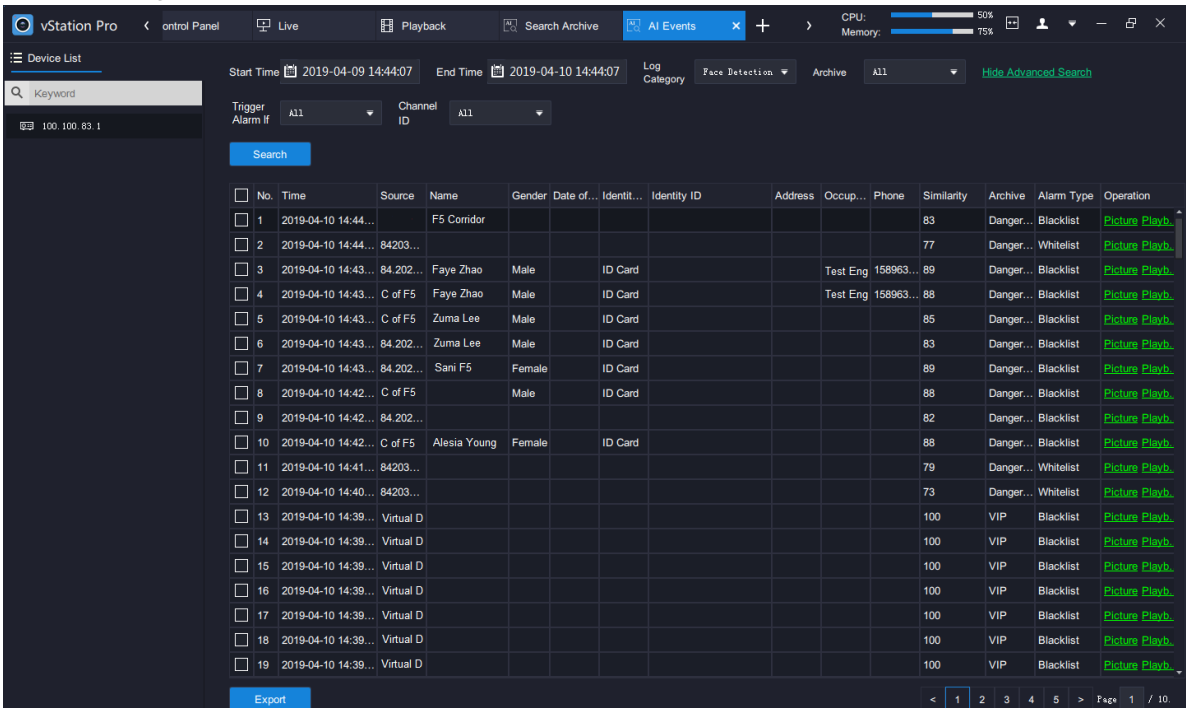 vStation Pro < ontrol Panel Live Playback Search Archive AI Events × + > CPU: 50% Memory: 75%
Device List
Keyword
100.100.83.1
Start Time 2019-04-09 14:44:07 End Time 2019-04-10 14:44:07 Log Category Face Detection Archive All Hide Advanced Search
Trigger Alarm If All Channel ID All
Search
No. Time Source Name Gender Date of... Identit... Identity ID Address Occup... Phone Similarity Archive Alarm Type Operation
1 2019-04-10 14:44... F5 Corridor 83 Danger... Blacklist Picture Playb..
2 2019-04-10 14:44... 84203... 77 Danger... Whitelist Picture Playb..
3 2019-04-10 14:43... 84.202... Faye Zhao Male ID Card Test Eng 158963... 89 Danger... Blacklist Picture Playb..
4 2019-04-10 14:43... C of F5 Faye Zhao Male ID Card Test Eng 158963... 88 Danger... Blacklist Picture Playb..
5 2019-04-10 14:43... C of F5 Zuma Lee Male ID Card 85 Danger... Blacklist Picture Playb..
6 2019-04-10 14:43... 84.202... Zuma Lee Male ID Card 83 Danger... Blacklist Picture Playb..
7 2019-04-10 14:43... 84.202... Sani F5 Female ID Card 89 Danger... Blacklist Picture Playb..
8 2019-04-10 14:42... C of F5 Male ID Card 88 Danger... Blacklist Picture Playb..
9 2019-04-10 14:42... 84.202... 82 Danger... Blacklist Picture Playb..
10 2019-04-10 14:42... C of F5 Alesia Young Female ID Card 88 Danger... Blacklist Picture Playb..
11 2019-04-10 14:41... 84203... 79 Danger... Whitelist Picture Playb..
12 2019-04-10 14:40... 84203... 73 Danger... Whitelist Picture Playb..
13 2019-04-10 14:39... Virtual D 100 VIP Blacklist Picture Playb..
14 2019-04-10 14:39... Virtual D 100 VIP Blacklist Picture Playb..
15 2019-04-10 14:39... Virtual D 100 VIP Blacklist Picture Playb..
16 2019-04-10 14:39... Virtual D 100 VIP Blacklist Picture Playb..
17 2019-04-10 14:39... Virtual D 100 VIP Blacklist Picture Playb..
18 2019-04-10 14:39... Virtual D 100 VIP Blacklist Picture Playb..
19 2019-04-10 14:39... Virtual D 100 VIP Blacklist Picture Playb..
Export < 1 2 3 4 5 > Page 1 / 10.